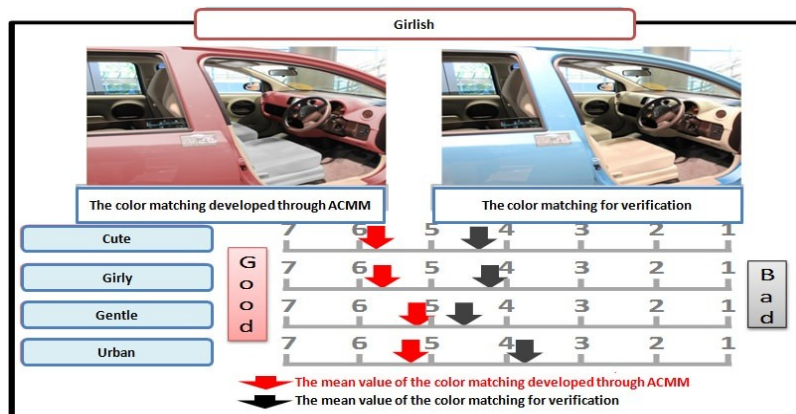 Girlish
The color matching developed through ACMM
The color matching for verification
Cute
7 6 5 4 3 2 1
Girly
7 6 5 4 3 2 1
Gentle
7 6 5 4 3 2 1
Urban
7 6 5 4 3 2 1
Good
Bad
The mean value of the color matching developed through ACMM
The mean value of the color matching for verification